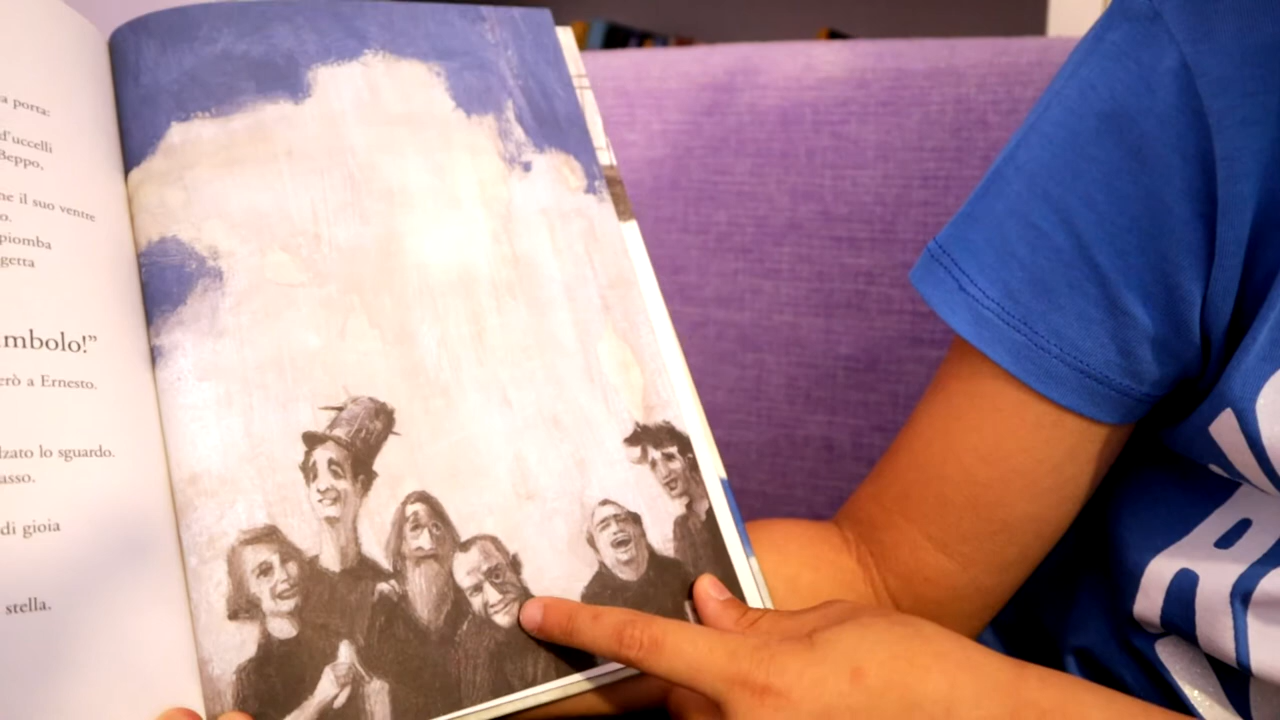 a porta:
d'uccelli
Beppo,
ne il suo ventre
o.
piomba
getta
mbolo!”
erò a Ernesto.
lzato lo sguardo.
asso.
di gioia
stella.